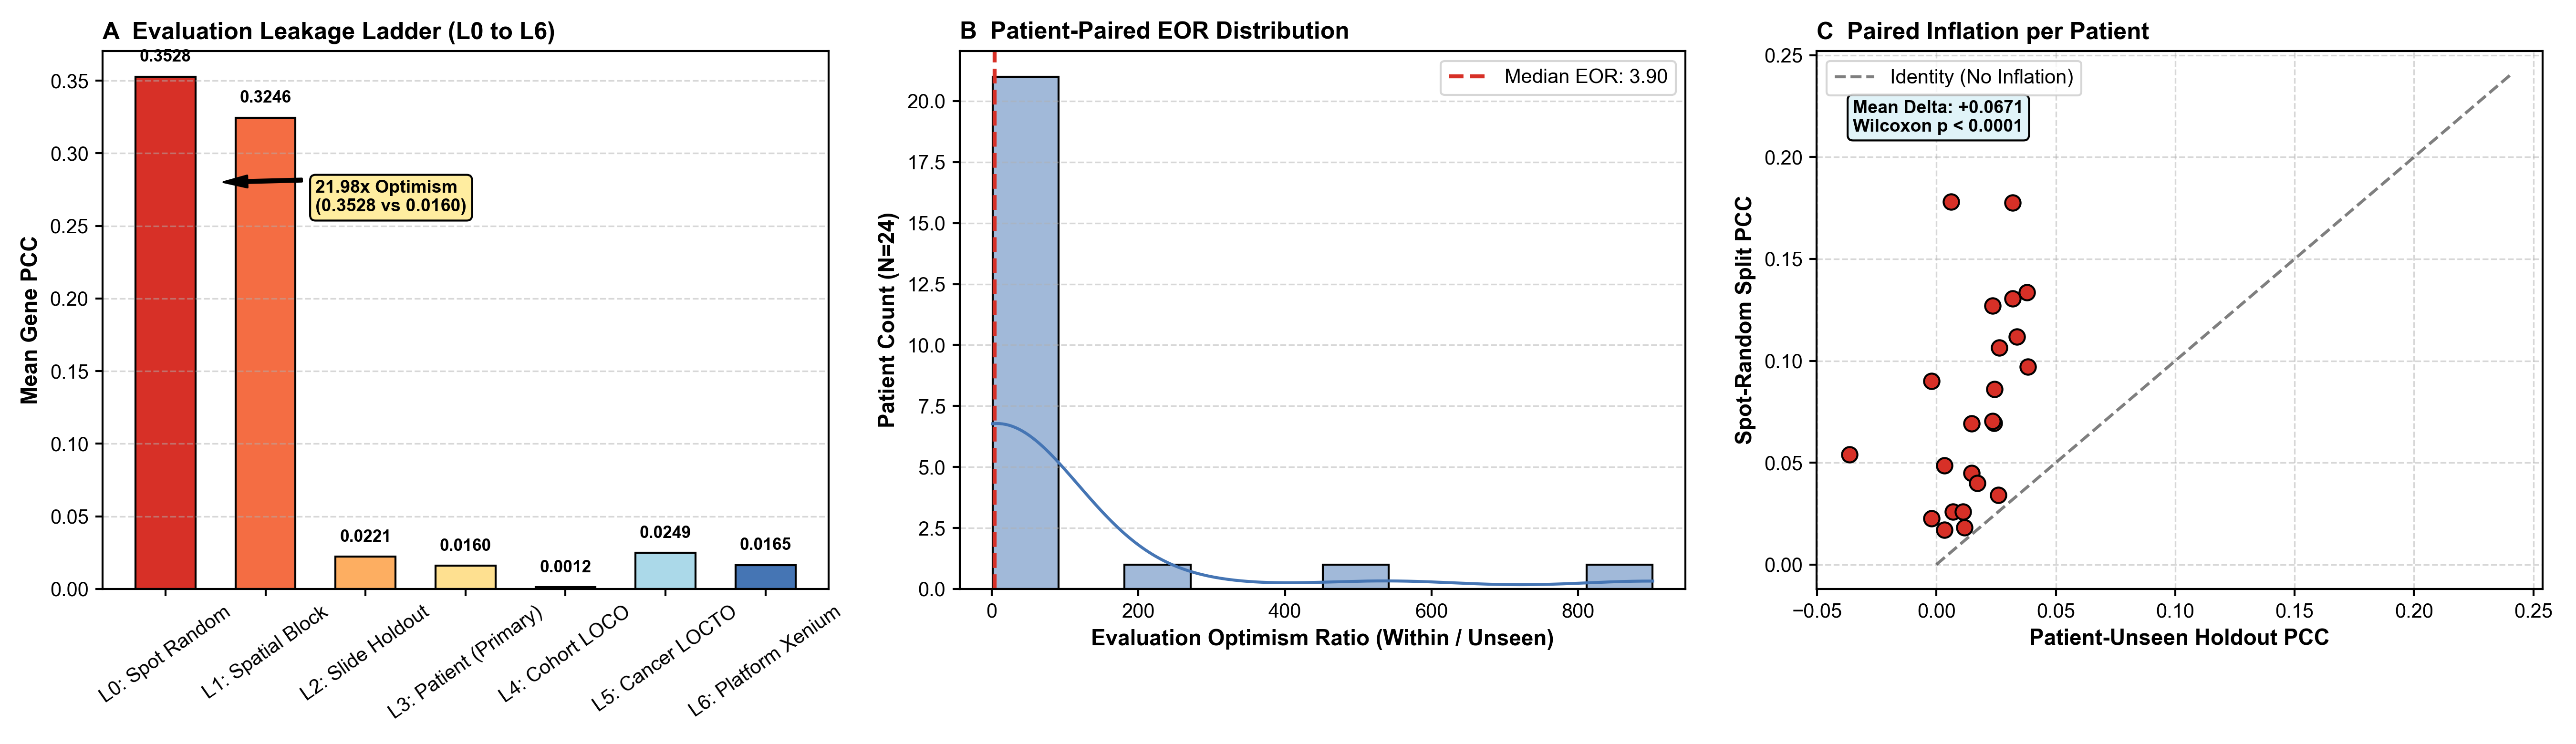 A Evaluation Leakage Ladder (L0 to L6)
Mean Gene PCC
0.35
0.30
0.25
0.20
0.15
0.10
0.05
0.00
0.3528
0.3246
0.0221
0.0160
0.0012
0.0249
0.0165
21.98x Optimism
(0.3528 vs 0.0160)
L0: Spot Random
L1: Spatial Block
L2: Slide Holdout
L3: Patient (Primary)
L4: Cohort LOCO
L5: Cancer LOCTO
L6: Platform Xenium
B Patient-Paired EOR Distribution
Patient Count (N=24)
20.0
17.5
15.0
12.5
10.0
7.5
5.0
2.5
0.0
Median EOR: 3.90
0 200 400 600 800
Evaluation Optimism Ratio (Within / Unseen)
C Paired Inflation per Patient
Spot-Random Split PCC
0.25
0.20
0.15
0.10
0.05
0.00
Identity (No Inflation)
Mean Delta: +0.0671
Wilcoxon p < 0.0001
−0.05 0.00 0.05 0.10 0.15 0.20 0.25
Patient-Unseen Holdout PCC